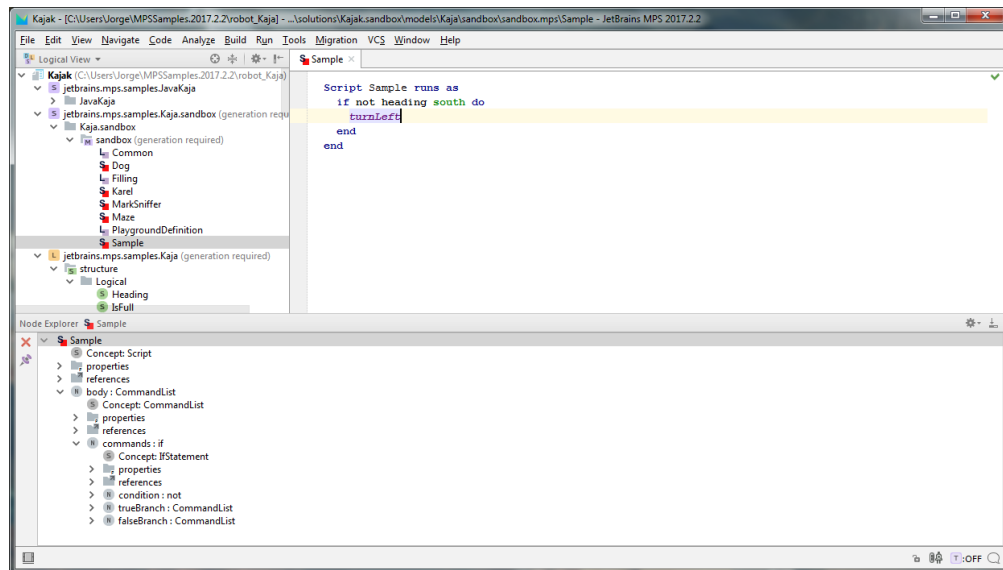 Kajak - [C:\Users\Jorge\MPSSamples.2017.2.2\robot_Kaja] - ...\solutions\Kajak.sandbox\models\Kaja\sandbox\sandbox.mps\Sample - JetBrains MPS 2017.2.2
File Edit View Navigate Code Analyze Build Run Tools Migration VCS Window Help
Logical View
Sample
Kajak (C:\Users\Jorge\MPSSamples.2017.2.2\robot_Kaja)
jetbrains.mps.samples.JavaKaja
JavaKaja
jetbrains.mps.samples.Kaja.sandbox (generation requ
Kaja.sandbox
sandbox (generation required)
Common
Dog
Filling
Karel
MarkSniffer
Maze
PlaygroundDefinition
Sample
jetbrains.mps.samples.Kaja (generation required)
structure
Logical
Heading
IsFull
Script Sample runs as
if not heading south do
turnLeft
end
end
Node Explorer Sample
Sample
Concept: Script
properties
references
body : CommandList
Concept: CommandList
properties
references
commands : if
Concept: IfStatement
properties
references
condition : not
trueBranch : CommandList
falseBranch : CommandList
T:OFF